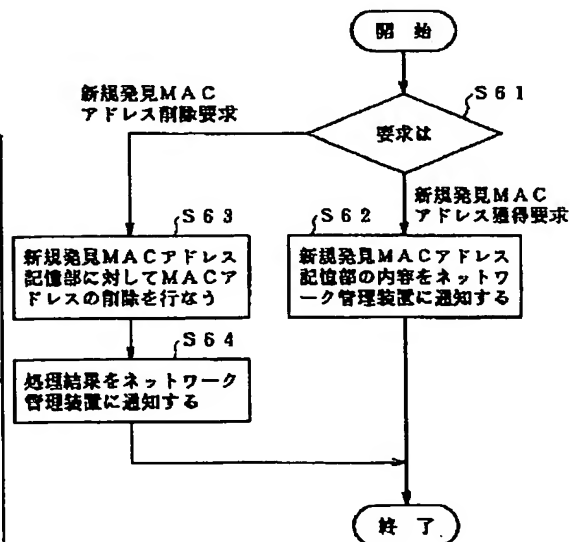 開 始
S61
要求は
新規発見MAC
アドレス削除要求
新規発見MAC
アドレス獲得要求
S63
新規発見MACアドレス
記憶部に対してMACア
ドレスの削除を行なう
S62
新規発見MACアドレス
記憶部の内容をネットワ
ーク管理装置に通知する
S64
処理結果をネットワーク
管理装置に通知する
終 了